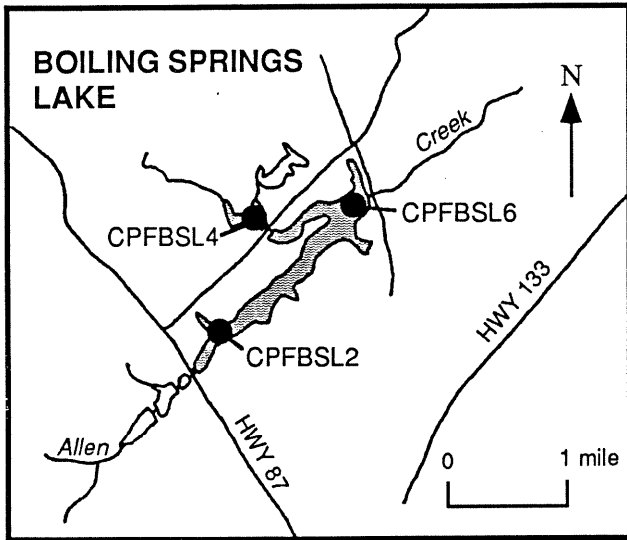 BOILING SPRINGS
LAKE
N
Creek
CPFBSL4
CPFBSL6
HWY 133
CPFBSL2
Allen
HWY 87
0 1 mile